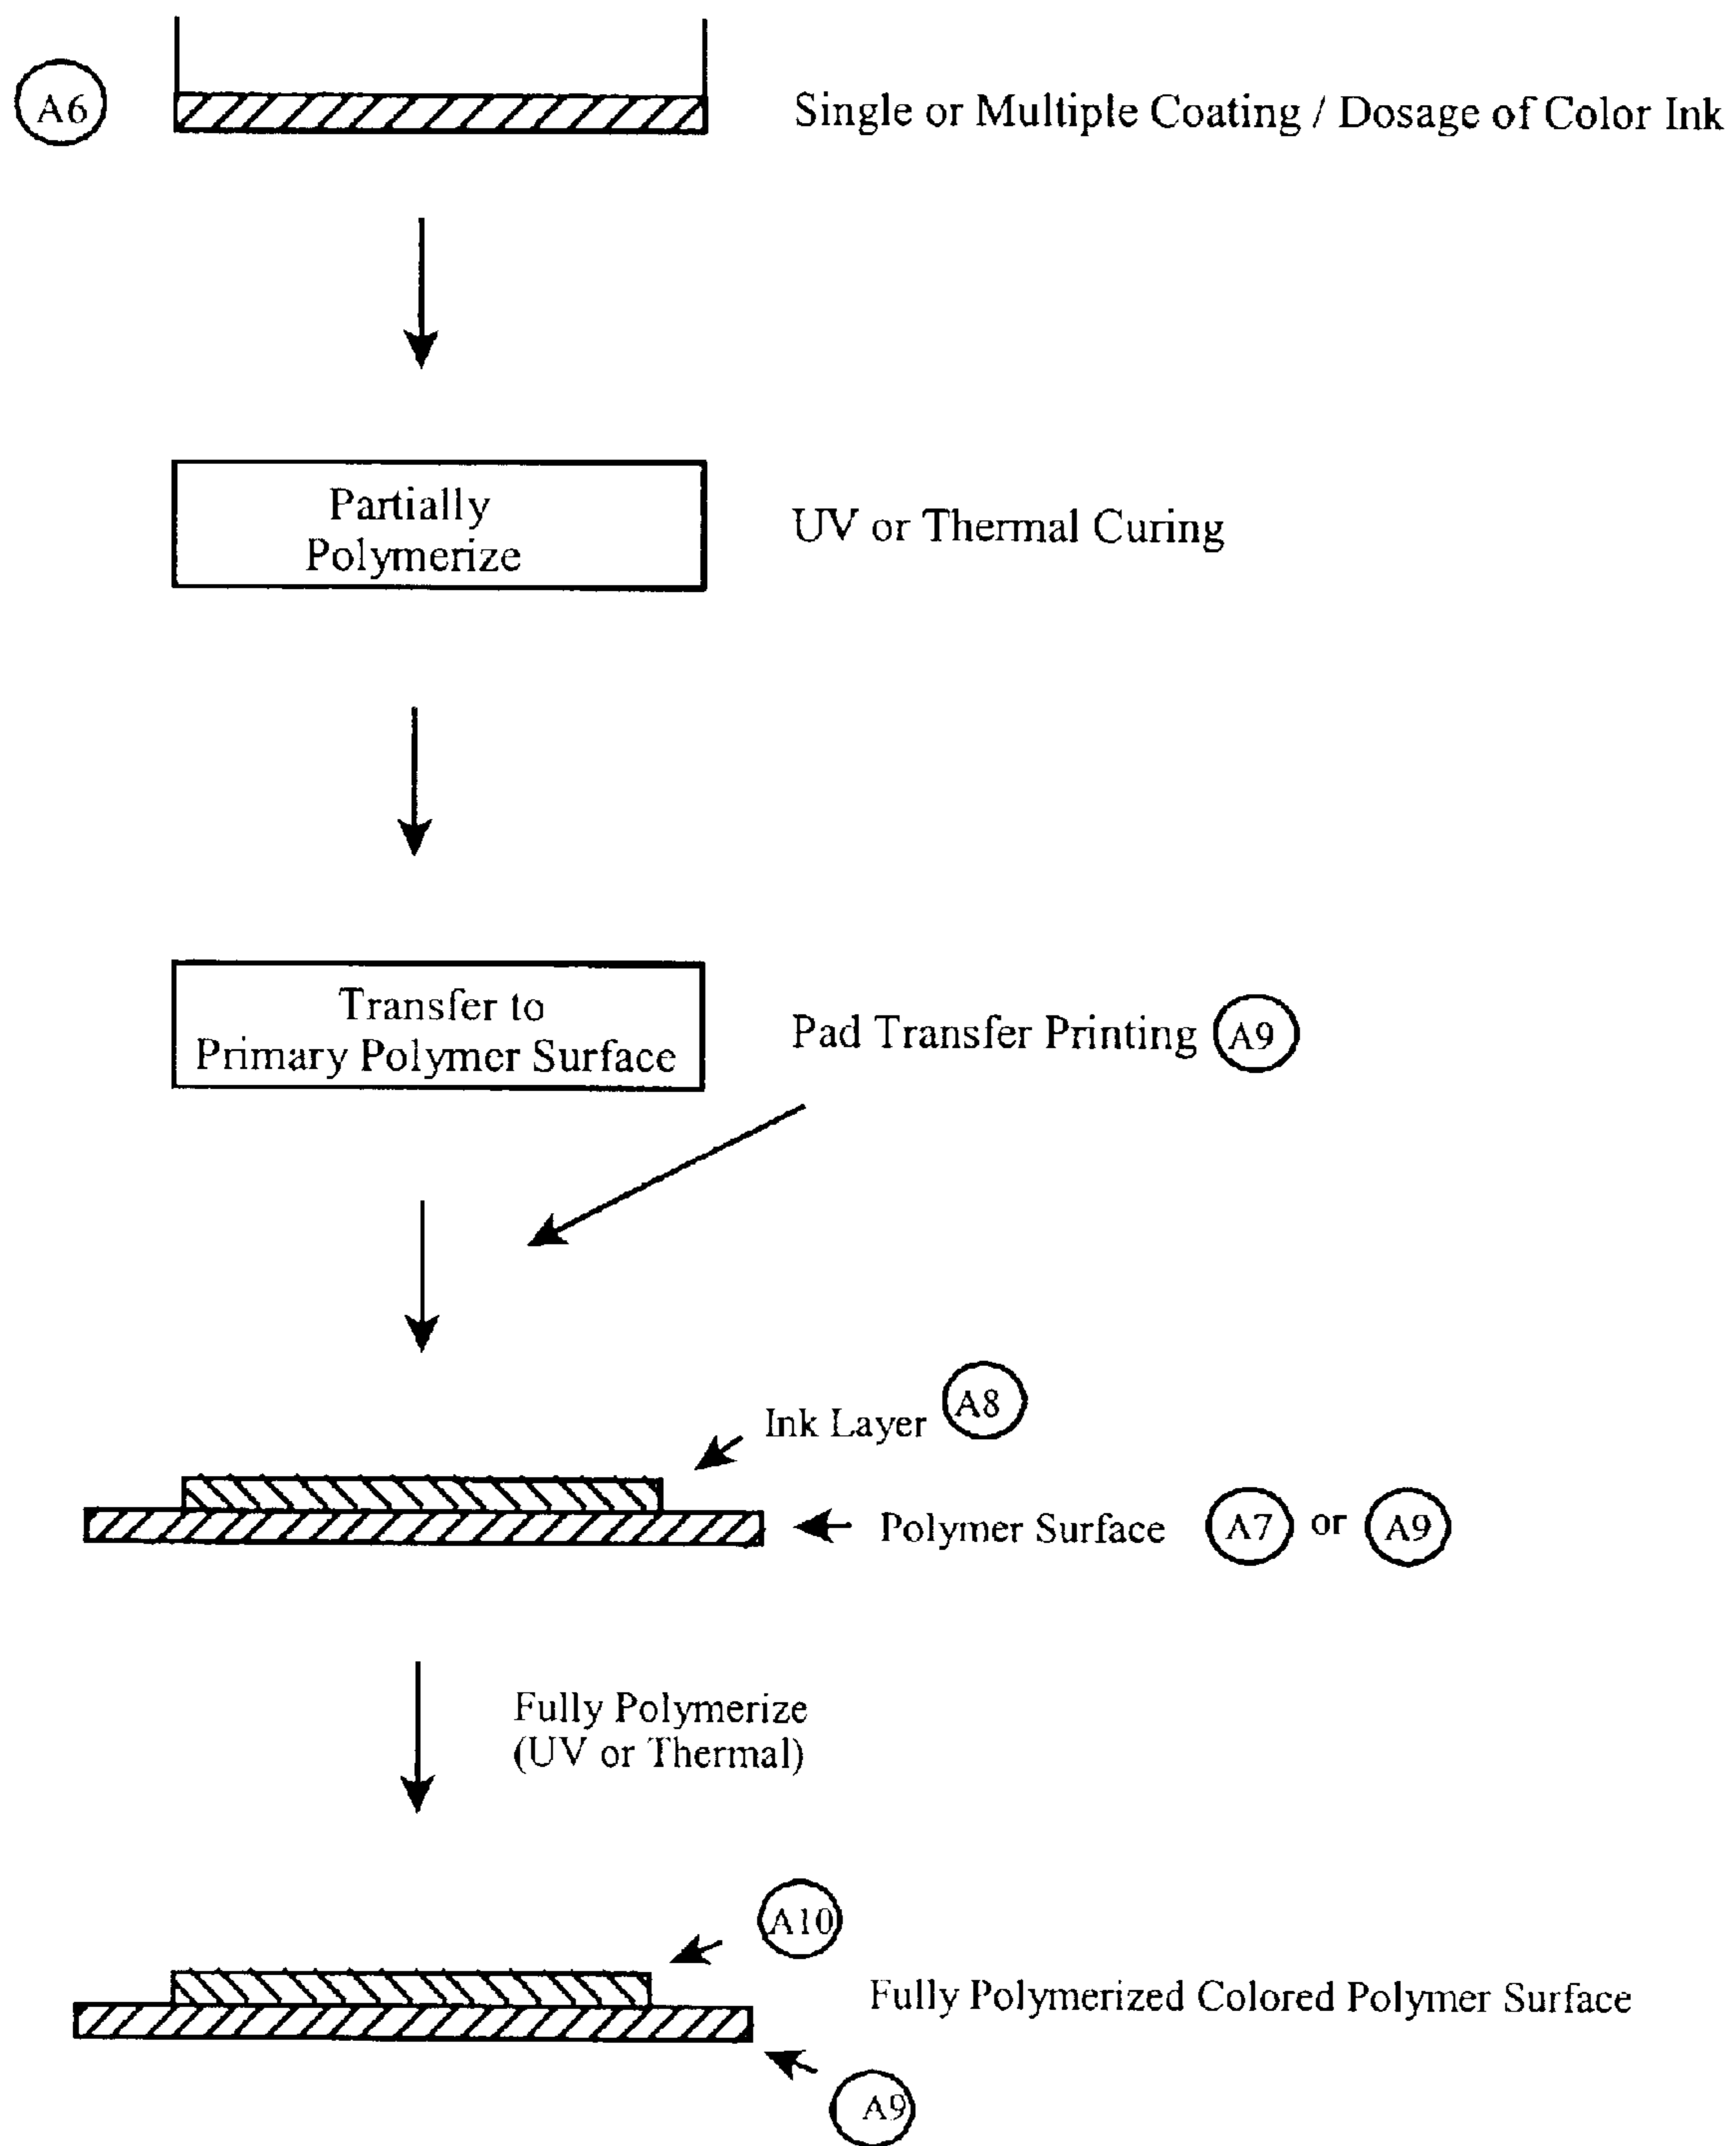 A6
Single or Multiple Coating / Dosage of Color Ink
Partially
Polymerize
UV or Thermal Curing
Transfer to
Primary Polymer Surface
Pad Transfer Printing A9
Ink Layer A8
Polymer Surface A7 or A9
Fully Polymerize
(UV or Thermal)
A10
Fully Polymerized Colored Polymer Surface
A9